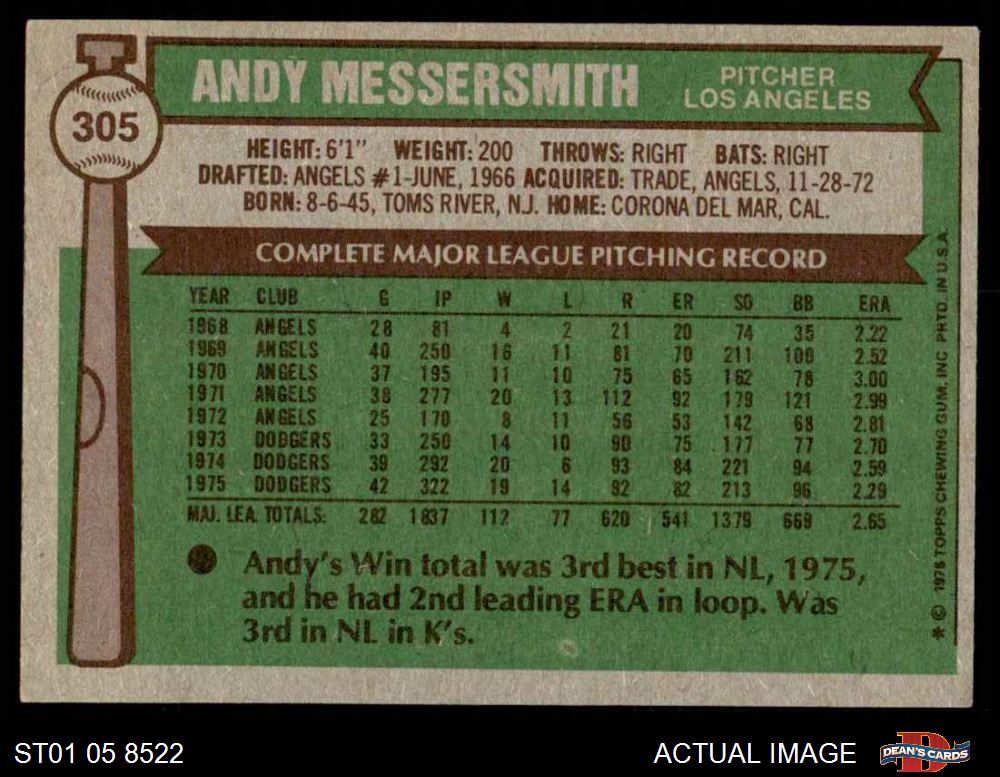 305
ANDY MESSERSMITH
PITCHER
LOS ANGELES
HEIGHT: 6'1" WEIGHT: 200 THROWS: RIGHT BATS: RIGHT
DRAFTED: ANGELS #1-JUNE, 1966 ACQUIRED: TRADE, ANGELS, 11-28-72
BORN: 8-6-45, TOMS RIVER, N.J. HOME: CORONA DEL MAR, CAL.
COMPLETE MAJOR LEAGUE PITCHING RECORD
YEAR CLUB G IP W L R ER SO BB ERA
1968 ANGELS 28 81 4 2 21 20 74 35 2.22
1969 ANGELS 40 250 16 11 81 70 211 100 2.52
1970 ANGELS 37 195 11 10 75 65 162 78 3.00
1971 ANGELS 38 277 20 13 112 92 179 121 2.99
1972 ANGELS 25 170 8 11 56 53 142 68 2.81
1973 DODGERS 33 250 14 10 90 75 177 77 2.70
1974 DODGERS 39 292 20 6 93 84 221 94 2.59
1975 DODGERS 42 322 19 14 92 82 213 96 2.29
MAJ. LEA. TOTALS: 282 1837 112 77 620 541 1379 669 2.65
Andy's Win total was 3rd best in NL, 1975,
and he had 2nd leading ERA in loop. Was
3rd in NL in K's.
* © 1976 TOPPS CHEWING GUM, INC. PRTD. IN U.S.A.
ST01 05 8522
ACTUAL IMAGE
D
DEAN'S CARDS